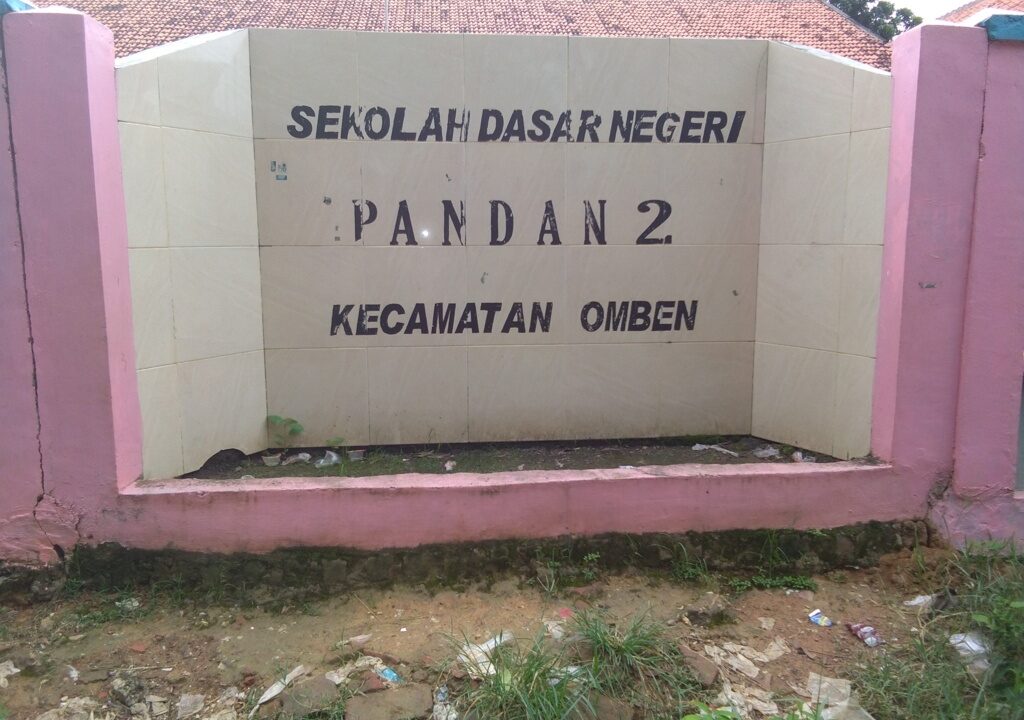 SEKOLAH DASAR NEGERI
PANDAN 2
KECAMATAN OMBEN